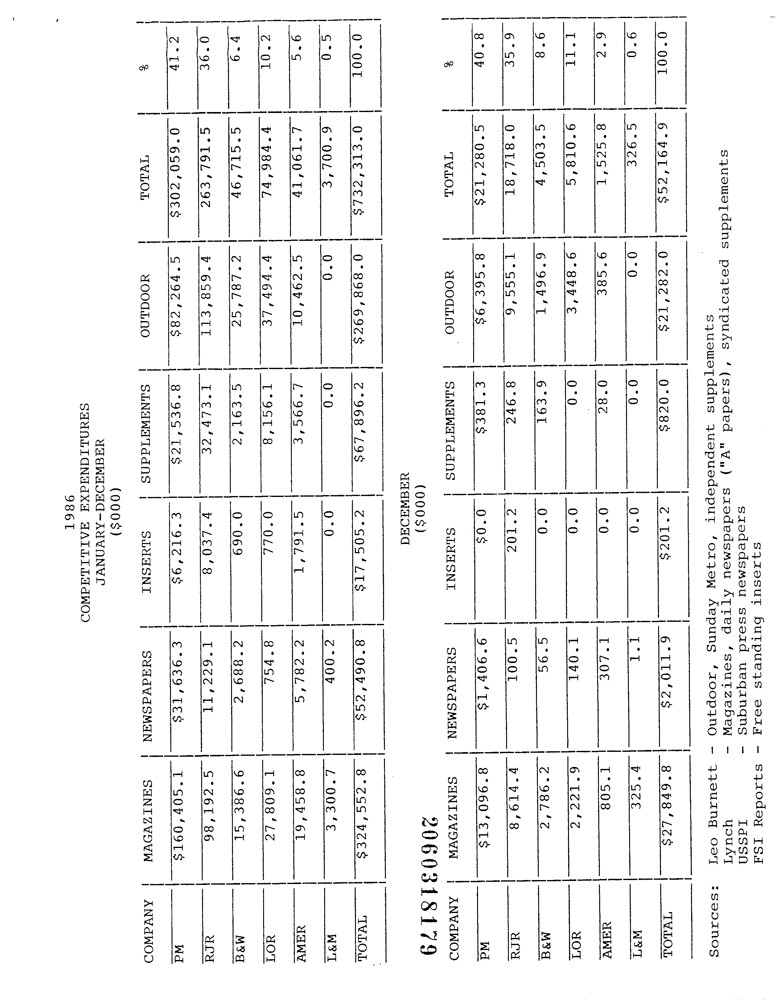 1986
COMPETITIVE EXPENDITURES
JANUARY-DECEMBER
($000)
COMPANY MAGAZINES NEWSPAPERS INSERTS SUPPLEMENTS OUTDOOR TOTAL %
PM $160,405.1 $31,636.3 $6,216.3 $21,536.8 $82,264.5 $302,059.0 41.2
RJR 98,192.5 11,229.1 8,037.4 32,473.1 113,859.4 263,791.5 36.0
B&W 15,386.6 2,688.2 690.0 2,163.5 25,787.2 46,715.5 6.4
LOR 27,809.1 754.8 770.0 8,156.1 37,494.4 74,984.4 10.2
AMER 19,458.8 5,782.2 1,791.5 3,566.7 10,462.5 41,061.7 5.6
L&M 3,300.7 400.2 0.0 0.0 0.0 3,700.9 0.5
TOTAL $324,552.8 $52,490.8 $17,505.2 $67,896.2 $269,868.0 $732,313.0 100.0
DECEMBER
($000)
2060318179
COMPANY MAGAZINES NEWSPAPERS INSERTS SUPPLEMENTS OUTDOOR TOTAL %
PM $13,096.8 $1,406.6 $0.0 $381.3 $6,395.8 $21,280.5 40.8
RJR 8,614.4 100.5 201.2 246.8 9,555.1 18,718.0 35.9
B&W 2,786.2 56.5 0.0 163.9 1,496.9 4,503.5 8.6
LOR 2,221.9 140.1 0.0 0.0 3,448.6 5,810.6 11.1
AMER 805.1 307.1 0.0 28.0 385.6 1,525.8 2.9
L&M 325.4 1.1 0.0 0.0 0.0 326.5 0.6
TOTAL $27,849.8 $2,011.9 $201.2 $820.0 $21,282.0 $52,164.9 100.0
Sources: Leo Burnett - Outdoor, Sunday Metro, independent supplements
Lynch - Magazines, daily newspapers ("A" papers), syndicated supplements
USSPI - Suburban press newspapers
FSI Reports - Free standing inserts